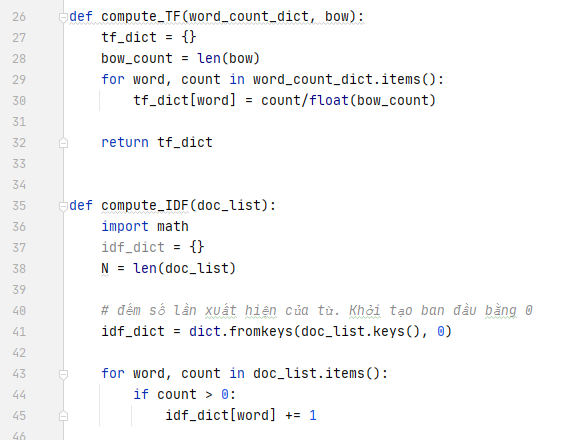 26 def compute_TF(word_count_dict, bow):
27 tf_dict = {}
28 bow_count = len(bow)
29 for word, count in word_count_dict.items():
30 tf_dict[word] = count/float(bow_count)
31
32 return tf_dict
33
34
35 def compute_IDF(doc_list):
36 import math
37 idf_dict = {}
38 N = len(doc_list)
39
40 # đếm số lần xuất hiện của từ. Khởi tạo ban đầu bằng 0
41 idf_dict = dict.fromkeys(doc_list.keys(), 0)
42
43 for word, count in doc_list.items():
44 if count > 0:
45 idf_dict[word] += 1
46